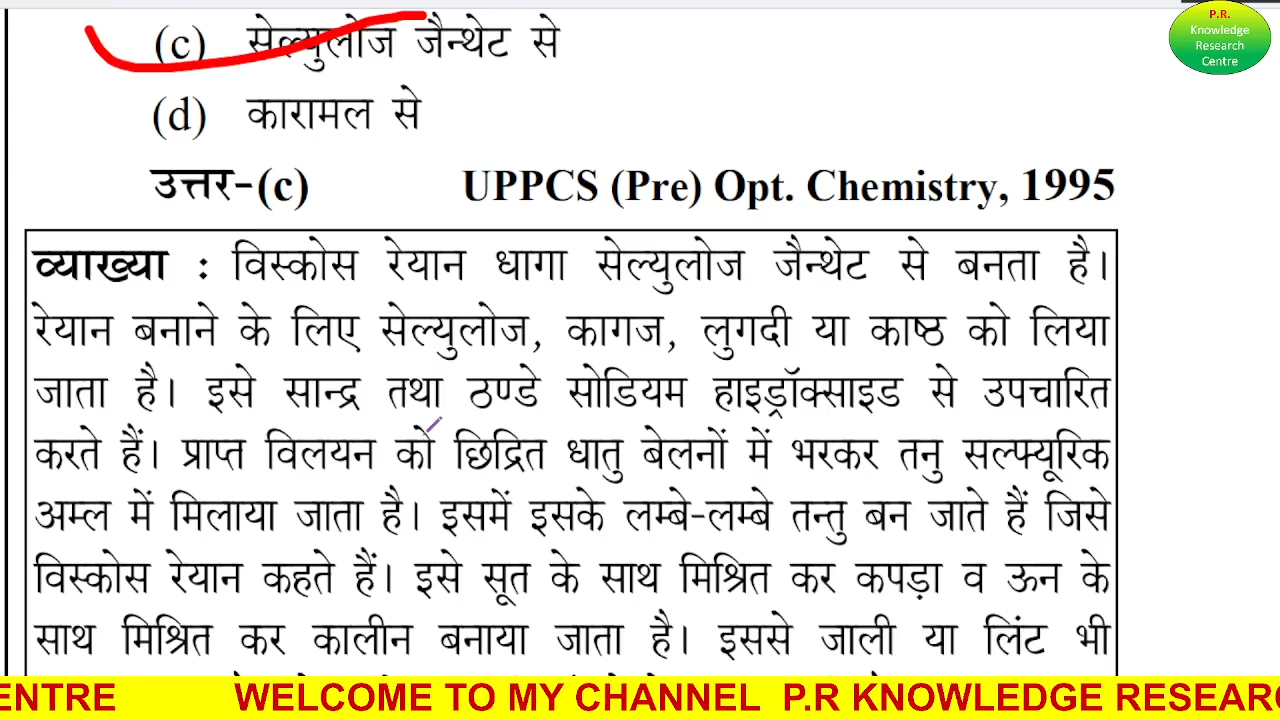 P.R.
Knowledge
Research
Centre
(c) सेल्युलोज जैन्थेट से
(d) कारामल से
उत्तर-(c) UPPCS (Pre) Opt. Chemistry, 1995
व्याख्या : विस्कोस रेयान धागा सेल्युलोज जैन्थेट से बनता है।
रेयान बनाने के लिए सेल्युलोज, कागज, लुगदी या काष्ठ को लिया
जाता है। इसे सान्द्र तथा ठण्डे सोडियम हाइड्रॉक्साइड से उपचारित
करते हैं। प्राप्त विलयन को छिद्रित धातु बेलनों में भरकर तनु सल्फ्यूरिक
अम्ल में मिलाया जाता है। इसमें इसके लम्बे-लम्बे तन्तु बन जाते हैं जिसे
विस्कोस रेयान कहते हैं। इसे सूत के साथ मिश्रित कर कपड़ा व ऊन के
साथ मिश्रित कर कालीन बनाया जाता है। इससे जाली या लिंट भी
ENTRE WELCOME TO MY CHANNEL P.R KNOWLEDGE RESEARC